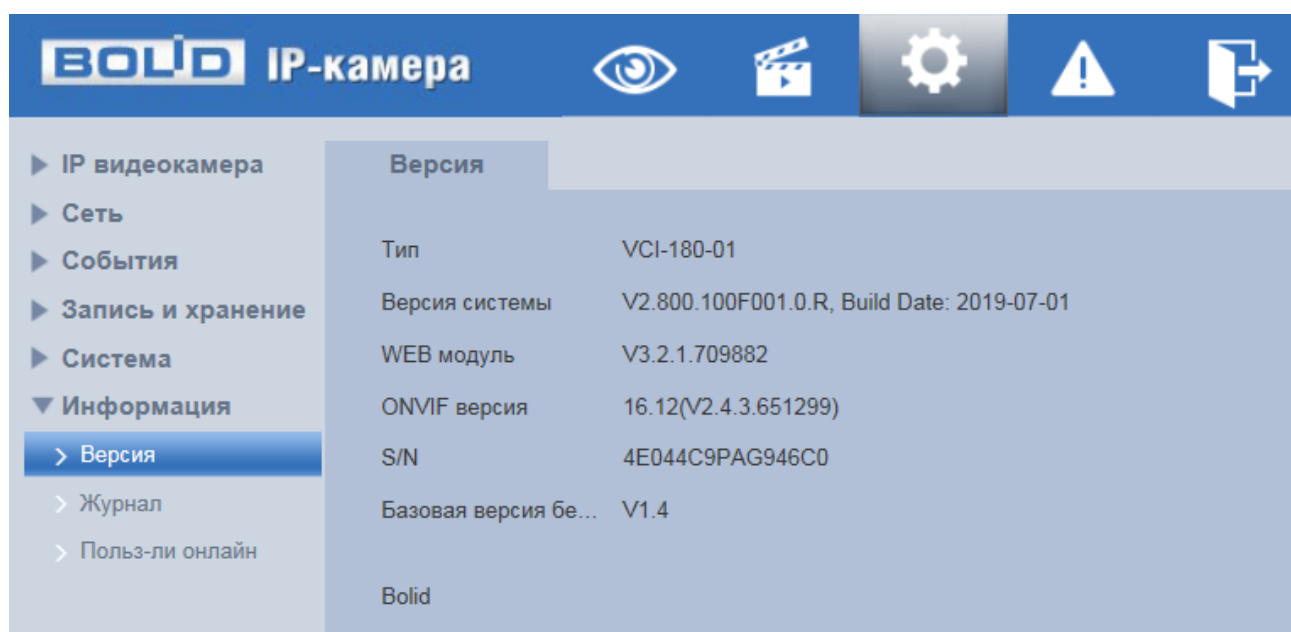 BOLID IP-камера
IP видеокамера
Сеть
События
Запись и хранение
Система
Информация
Версия
Журнал
Польз-ли онлайн
Версия
Тип VCI-180-01
Версия системы V2.800.100F001.0.R, Build Date: 2019-07-01
WEB модуль V3.2.1.709882
ONVIF версия 16.12(V2.4.3.651299)
S/N 4E044C9PAG946C0
Базовая версия бе... V1.4
Bolid